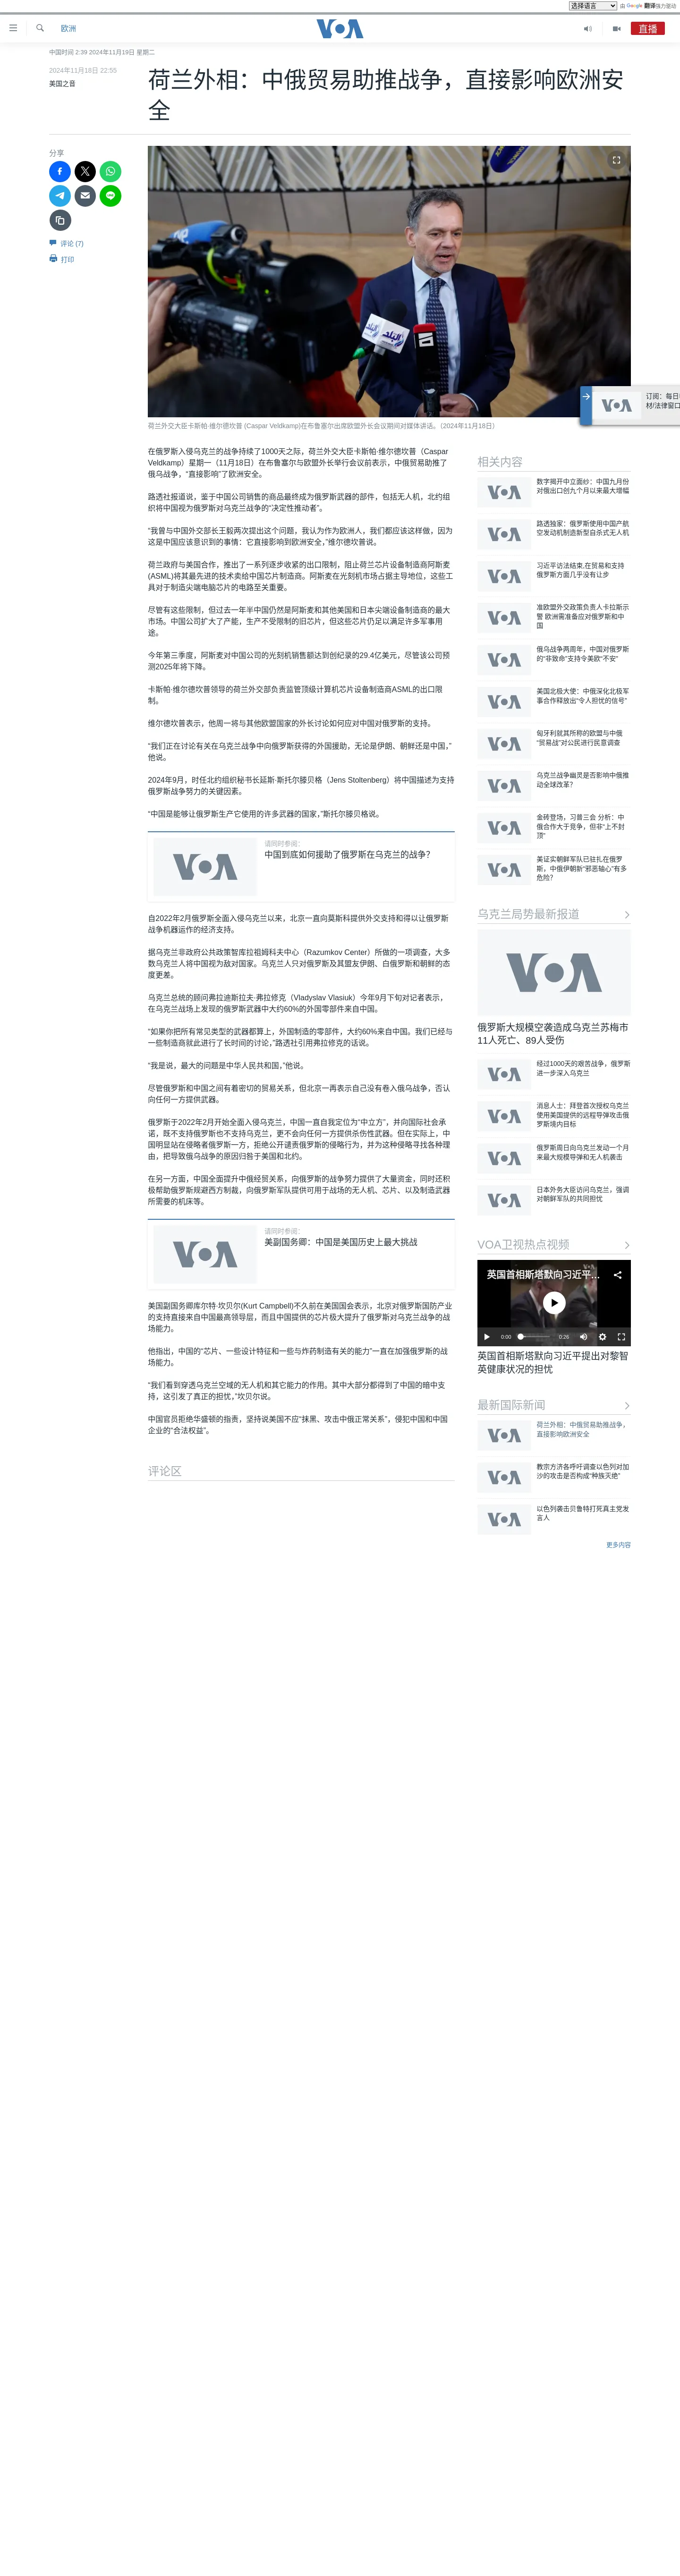 选择语言
由 Google 翻译强力驱动
欧洲
VOA
直播
中国时间 2:39 2024年11月19日 星期二
2024年11月18日 22:55
美国之音
荷兰外相：中俄贸易助推战争，直接影响欧洲安
全
分享
评论 (7)
打印
荷兰外交大臣卡斯帕·维尔德坎普 (Caspar Veldkamp)在布鲁塞尔出席欧盟外长会议期间对媒体讲话。（2024年11月18日）
订阅：每日
材/法律窗口
在俄罗斯入侵乌克兰的战争持续了1000天之际，荷兰外交大臣卡斯帕·维尔德坎普（Caspar
Veldkamp）星期一（11月18日）在布鲁塞尔与欧盟外长举行会议前表示，中俄贸易助推了
俄乌战争，“直接影响”了欧洲安全。
路透社报道说，鉴于中国公司销售的商品最终成为俄罗斯武器的部件，包括无人机，北约组
织将中国视为俄罗斯对乌克兰战争的“决定性推动者”。
“我曾与中国外交部长王毅两次提出这个问题，我认为作为欧洲人，我们都应该这样做，因为
这是中国应该意识到的事情：它直接影响到欧洲安全，”维尔德坎普说。
荷兰政府与美国合作，推出了一系列逐步收紧的出口限制，阻止荷兰芯片设备制造商阿斯麦
(ASML)将其最先进的技术卖给中国芯片制造商。阿斯麦在光刻机市场占据主导地位，这些工
具对于制造尖端电脑芯片的电路至关重要。
尽管有这些限制，但过去一年半中国仍然是阿斯麦和其他美国和日本尖端设备制造商的最大
市场。中国公司扩大了产能，生产不受限制的旧芯片，但这些芯片仍足以满足许多军事用
途。
今年第三季度，阿斯麦对中国公司的光刻机销售额达到创纪录的29.4亿美元，尽管该公司预
测2025年将下降。
卡斯帕·维尔德坎普领导的荷兰外交部负责监管顶级计算机芯片设备制造商ASML的出口限
制。
维尔德坎普表示，他周一将与其他欧盟国家的外长讨论如何应对中国对俄罗斯的支持。
“我们正在讨论有关在乌克兰战争中向俄罗斯获得的外国援助，无论是伊朗、朝鲜还是中国，”
他说。
2024年9月，时任北约组织秘书长延斯·斯托尔滕贝格（Jens Stoltenberg）将中国描述为支持
俄罗斯战争努力的关键因素。
“中国是能够让俄罗斯生产它使用的许多武器的国家，”斯托尔滕贝格说。
请同时参阅：
中国到底如何援助了俄罗斯在乌克兰的战争？
VOA
自2022年2月俄罗斯全面入侵乌克兰以来，北京一直向莫斯科提供外交支持和得以让俄罗斯
战争机器运作的经济支持。
据乌克兰非政府公共政策智库拉祖姆科夫中心（Razumkov Center）所做的一项调查，大多
数乌克兰人将中国视为敌对国家。乌克兰人只对俄罗斯及其盟友伊朗、白俄罗斯和朝鲜的态
度更差。
乌克兰总统的顾问弗拉迪斯拉夫·弗拉修克（Vladyslav Vlasiuk）今年9月下旬对记者表示，
在乌克兰战场上发现的俄罗斯武器中大约60%的外国零部件来自中国。
“如果你把所有常见类型的武器都算上，外国制造的零部件，大约60%来自中国。我们已经与
一些制造商就此进行了长时间的讨论，”路透社引用弗拉修克的话说。
“我是说，最大的问题是中华人民共和国，”他说。
尽管俄罗斯和中国之间有着密切的贸易关系，但北京一再表示自己没有卷入俄乌战争，否认
向任何一方提供武器。
俄罗斯于2022年2月开始全面入侵乌克兰，中国一直自我定位为“中立方”，并向国际社会承
诺，既不支持俄罗斯也不支持乌克兰，更不会向任何一方提供杀伤性武器。但在实际上，中
国明显站在侵略者俄罗斯一方，拒绝公开谴责俄罗斯的侵略行为，并为这种侵略寻找各种理
由，把导致俄乌战争的原因归咎于美国和北约。
在另一方面，中国全面提升中俄经贸关系，向俄罗斯的战争努力提供了大量资金，同时还积
极帮助俄罗斯规避西方制裁，向俄罗斯军队提供可用于战场的无人机、芯片、以及制造武器
所需要的机床等。
请同时参阅：
美副国务卿：中国是美国历史上最大挑战
VOA
美国副国务卿库尔特·坎贝尔(Kurt Campbell)不久前在美国国会表示，北京对俄罗斯国防产业
的支持直接来自中国最高领导层，而且中国提供的芯片极大提升了俄罗斯对乌克兰战争的战
场能力。
他指出，中国的“芯片、一些设计特征和一些与炸药制造有关的能力”一直在加强俄罗斯的战
场能力。
“我们看到穿透乌克兰空域的无人机和其它能力的作用。其中大部分都得到了中国的暗中支
持，这引发了真正的担忧，”坎贝尔说。
中国官员拒绝华盛顿的指责，坚持说美国不应“抹黑、攻击中俄正常关系”，侵犯中国和中国
企业的“合法权益”。
评论区
相关内容
数字揭开中立面纱：中国九月份
对俄出口创九个月以来最大增幅
路透独家：俄罗斯使用中国产航
空发动机制造新型自杀式无人机
习近平访法结束,在贸易和支持
俄罗斯方面几乎没有让步
准欧盟外交政策负责人卡拉斯示
警 欧洲需准备应对俄罗斯和中
国
俄乌战争两周年，中国对俄罗斯
的“非致命”支持令美欧“不安”
美国北极大使：中俄深化北极军
事合作释放出“令人担忧的信号”
匈牙利就其所称的欧盟与中俄
“贸易战”对公民进行民意调查
乌克兰战争幽灵是否影响中俄推
动全球改革？
金砖登场，习普三会 分析：中
俄合作大于竞争，但非“上不封
顶”
美证实朝鲜军队已驻扎在俄罗
斯，中俄伊朝新“邪恶轴心”有多
危险？
乌克兰局势最新报道
VOA
俄罗斯大规模空袭造成乌克兰苏梅市
11人死亡、89人受伤
经过1000天的艰苦战争，俄罗斯
进一步深入乌克兰
消息人士：拜登首次授权乌克兰
使用美国提供的远程导弹攻击俄
罗斯境内目标
俄罗斯周日向乌克兰发动一个月
来最大规模导弹和无人机袭击
日本外务大臣访问乌克兰，强调
对朝鲜军队的共同担忧
VOA卫视热点视频
英国首相斯塔默向习近平…
0:00
0:26
英国首相斯塔默向习近平提出对黎智
英健康状况的担忧
最新国际新闻
荷兰外相：中俄贸易助推战争，
直接影响欧洲安全
教宗方济各呼吁调查以色列对加
沙的攻击是否构成“种族灭绝”
以色列袭击贝鲁特打死真主党发
言人
更多内容